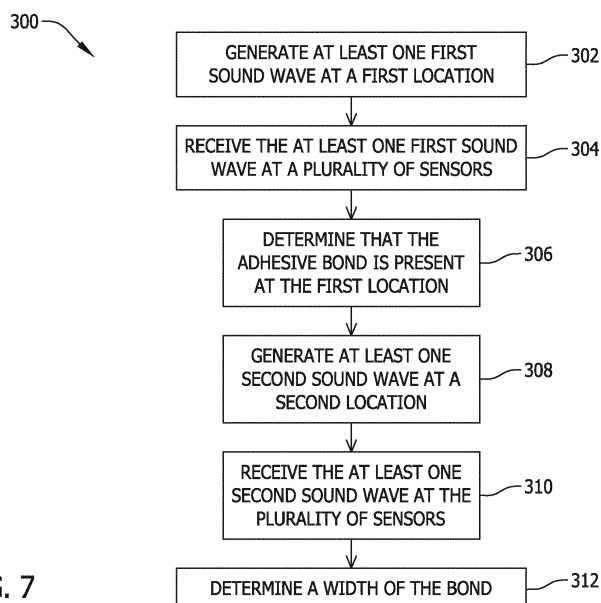 300
GENERATE AT LEAST ONE FIRST
SOUND WAVE AT A FIRST LOCATION
302
RECEIVE THE AT LEAST ONE FIRST SOUND
WAVE AT A PLURALITY OF SENSORS
304
DETERMINE THAT THE
ADHESIVE BOND IS PRESENT
AT THE FIRST LOCATION
306
GENERATE AT LEAST ONE
SECOND SOUND WAVE AT A
SECOND LOCATION
308
RECEIVE THE AT LEAST ONE
SECOND SOUND WAVE AT THE
PLURALITY OF SENSORS
310
DETERMINE A WIDTH OF THE BOND
312
G. 7